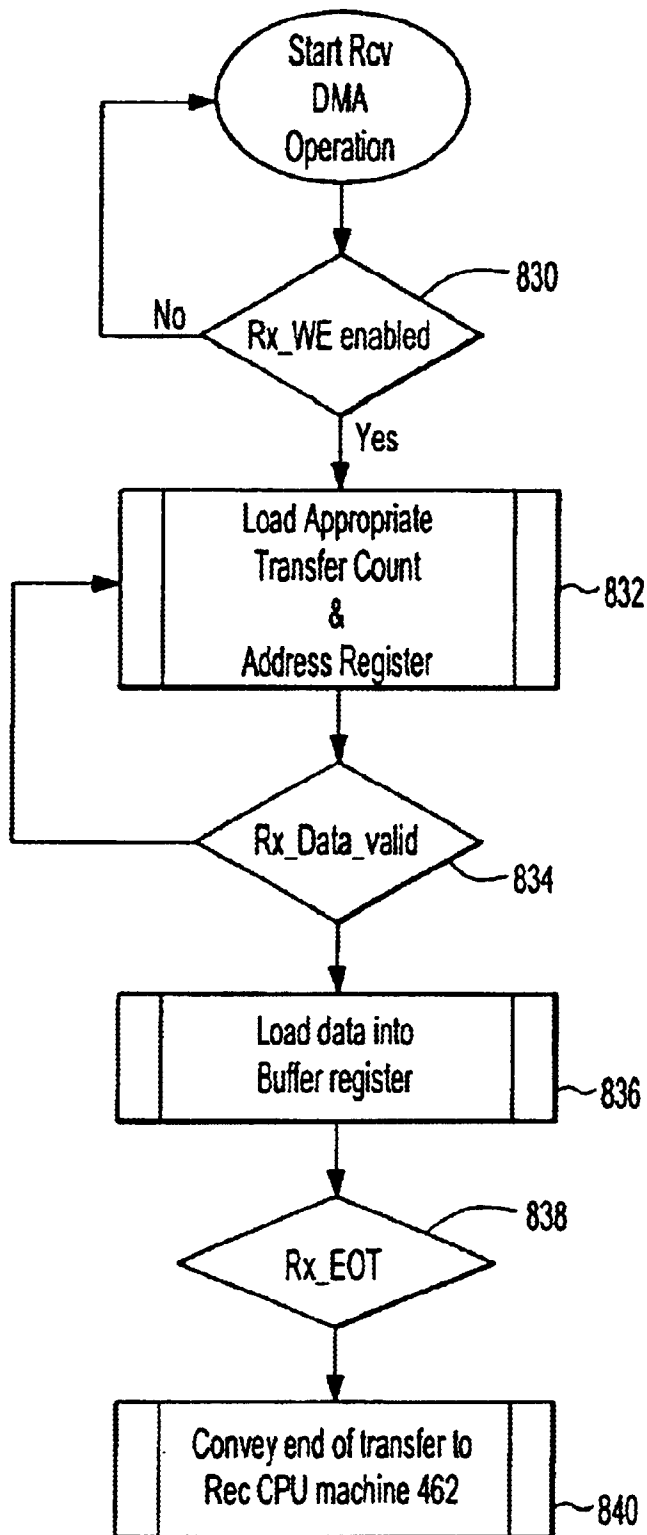 Start Rcv
DMA
Operation
830
No
Rx_WE enabled
Yes
Load Appropriate
Transfer Count
&
Address Register
832
Rx_Data_valid
834
Load data into
Buffer register
836
838
Rx_EOT
Convey end of transfer to
Rec CPU machine 462
840